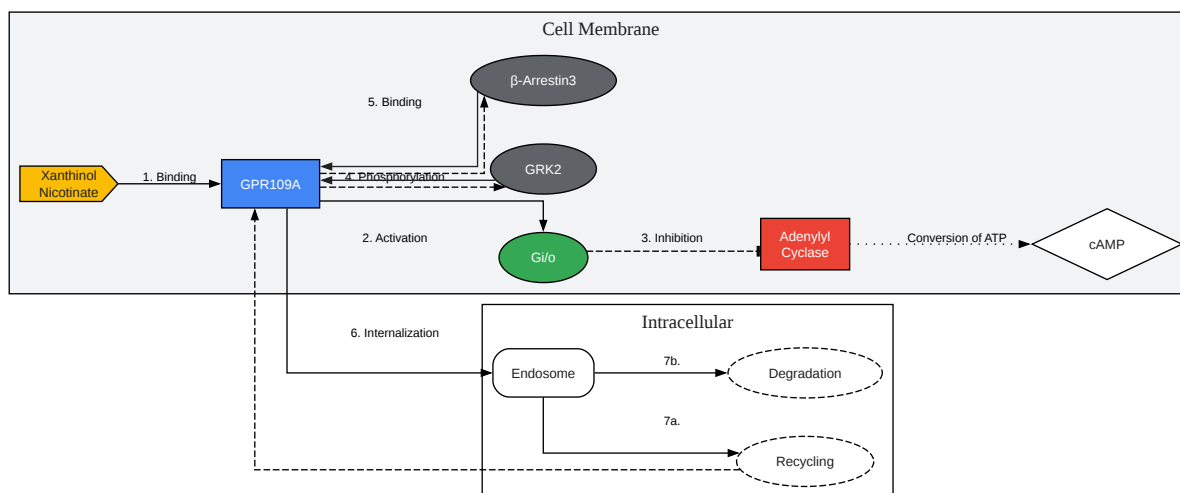 Cell Membrane
β-Arrestin3
5. Binding
Xanthinol
Nicotinate
1. Binding
GPR109A
4. Phosphorylation
GRK2
2. Activation
Gi/o
3. Inhibition
Adenylyl
Cyclase
Conversion of ATP
cAMP
Intracellular
6. Internalization
Endosome
7b.
Degradation
7a.
Recycling